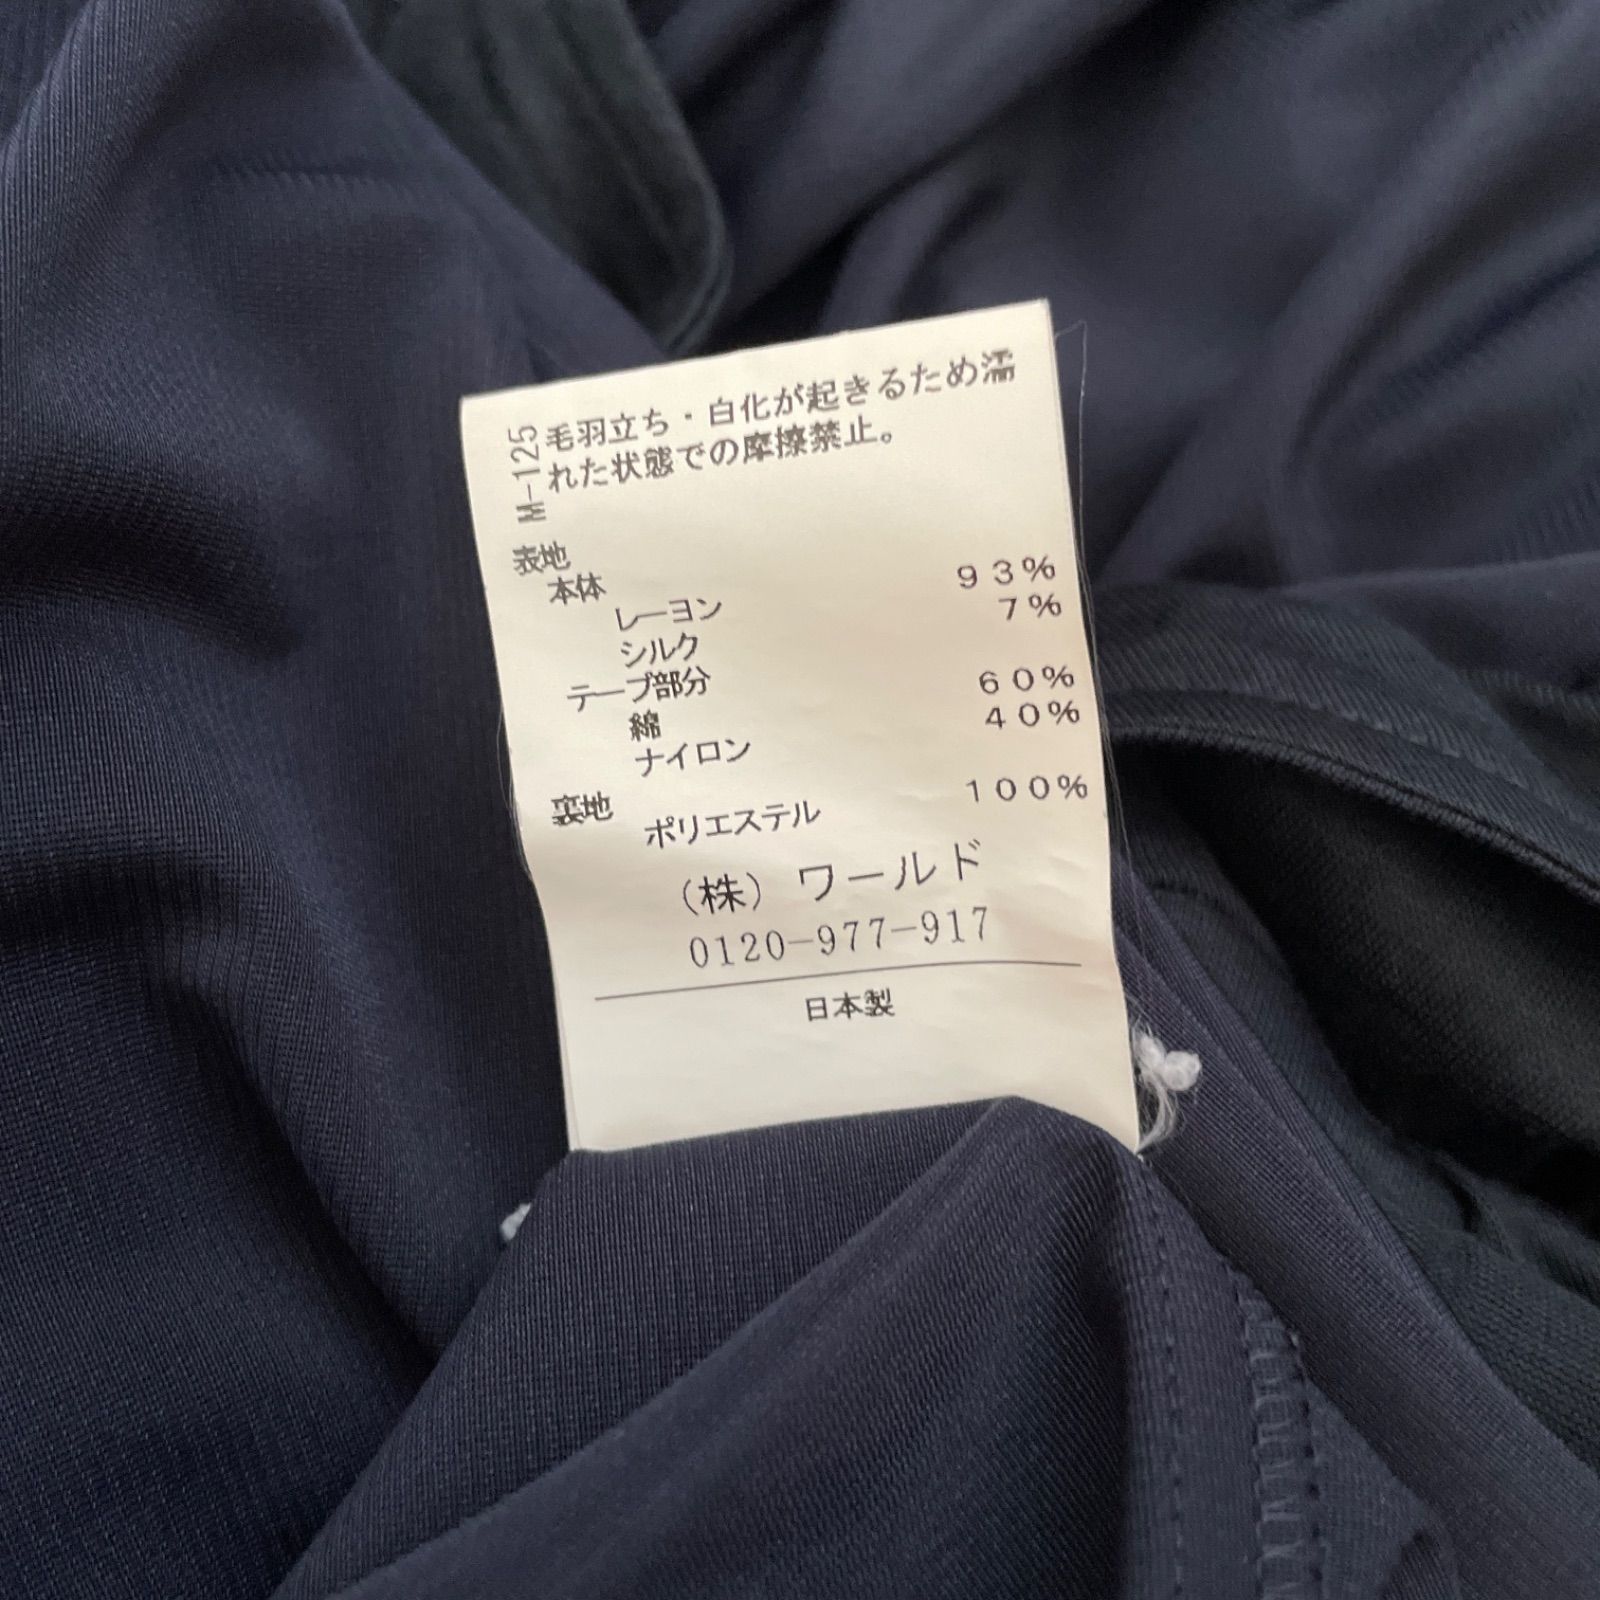 M-125
毛羽立ち・白化が起きるため濡
れた状態での摩擦禁止。
表地
本体
レーヨン 93%
シルク 7%
テープ部分
綿 60%
ナイロン 40%
裏地
ポリエステル 100%
(株) ワールド
0120-977-917
日本製